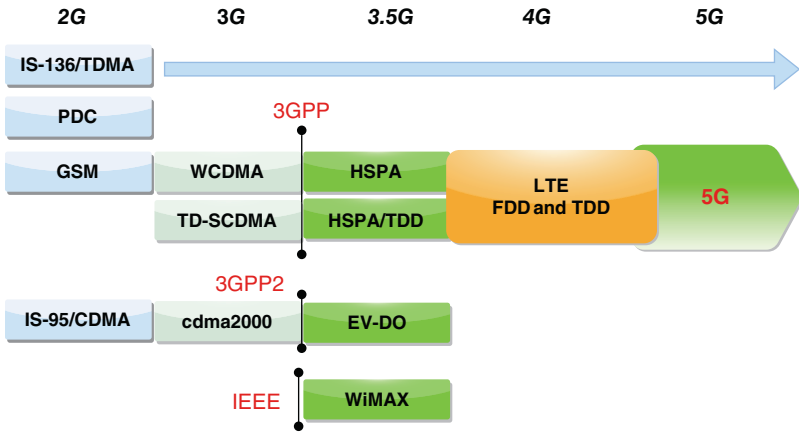 2G 3G 3.5G 4G 5G
IS-136/TDMA
PDC
3GPP
GSM WCDMA HSPA
LTE
FDD and TDD
5G
TD-SCDMA HSPA/TDD
3GPP2
IS-95/CDMA cdma2000 EV-DO
IEEE WiMAX